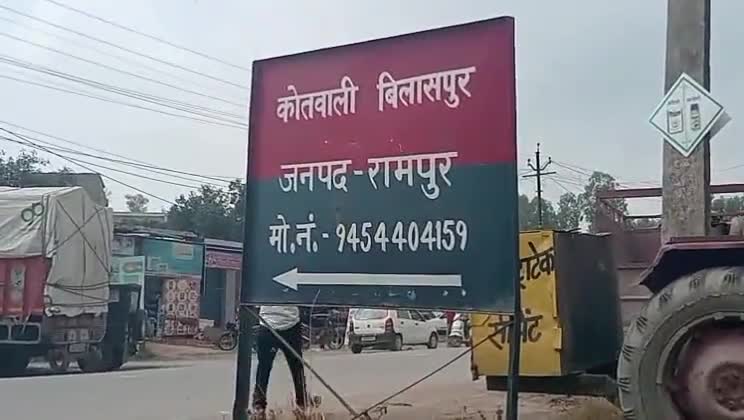 कोतवाली बिलासपुर
जनपद-रामपुर
मो.नं.-9454404159